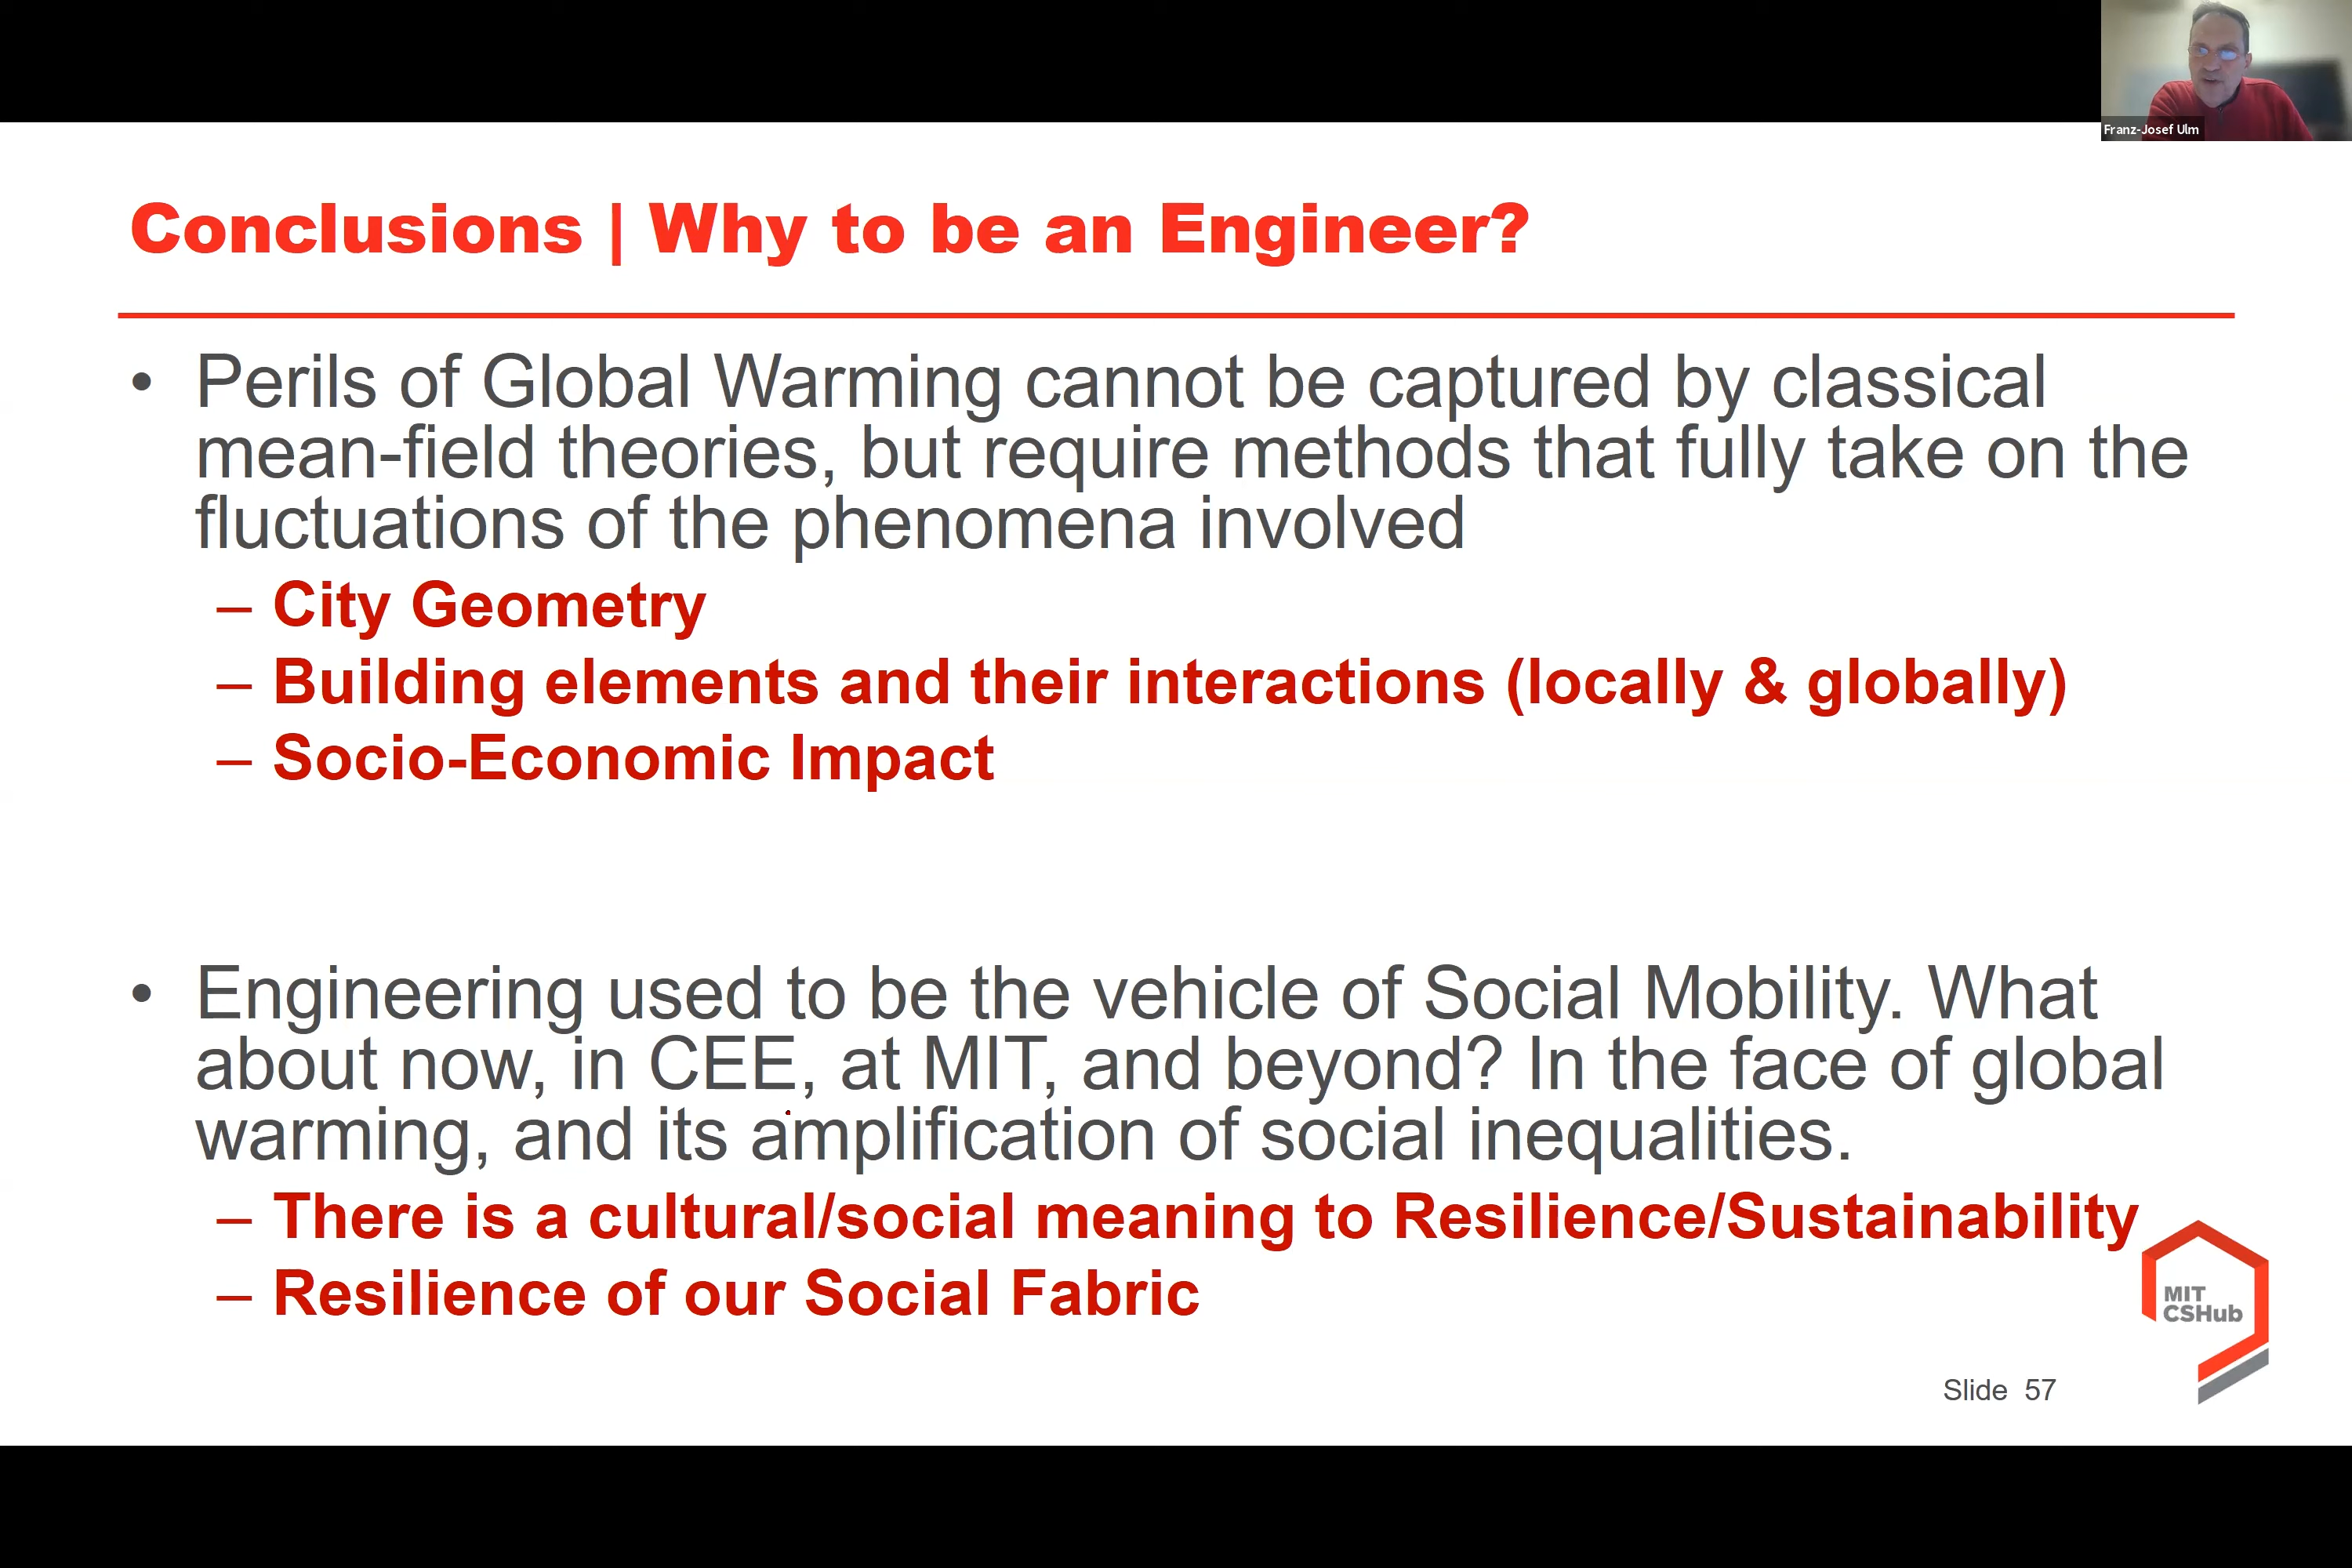 Franz-Josef Ulm
Conclusions | Why to be an Engineer?
• Perils of Global Warming cannot be captured by classical
mean-field theories, but require methods that fully take on the
fluctuations of the phenomena involved
– City Geometry
– Building elements and their interactions (locally & globally)
– Socio-Economic Impact
• Engineering used to be the vehicle of Social Mobility. What
about now, in CEE, at MIT, and beyond? In the face of global
warming, and its amplification of social inequalities.
– There is a cultural/social meaning to Resilience/Sustainability
– Resilience of our Social Fabric
MIT
CSHub
Slide 57